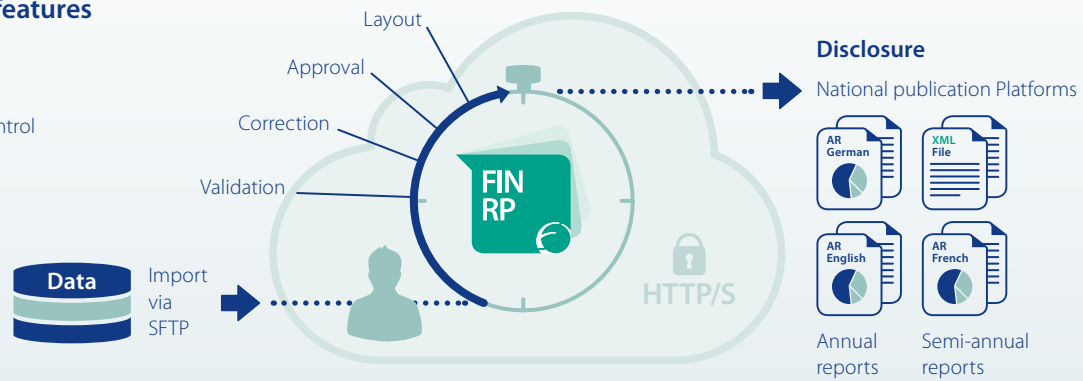 features
ntrol
Layout
Approval
Correction
Validation
Data
Import
via
SFTP
FIN
RP
HTTP/S
Disclosure
National publication Platforms
AR
German
XML
File
AR
English
AR
French
Annual
reports
Semi-annual
reports